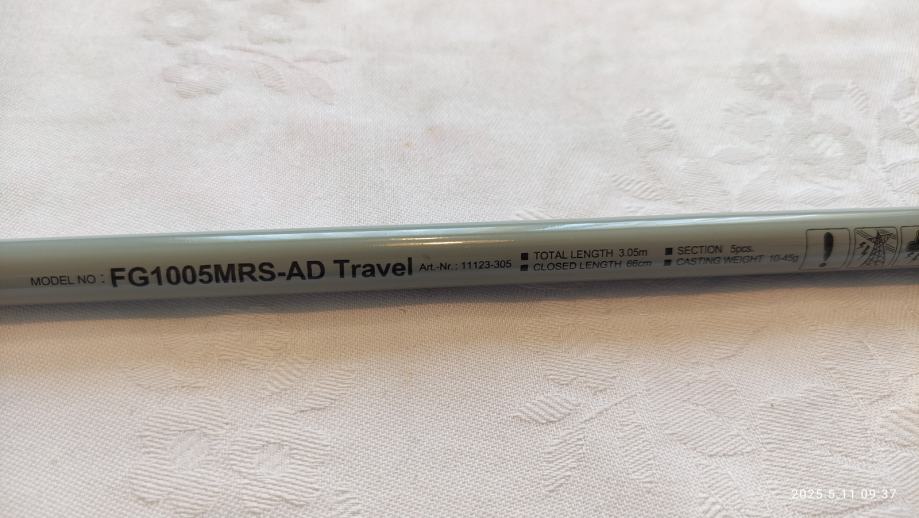 MODEL NO : FG1005MRS-AD Travel Art.-Nr.: 11123-305
■ TOTAL LENGTH 3.05m ■ SECTION 5pcs.
■ CLOSED LENGTH 66cm ■ CASTING WEIGHT 10-45g
2025.5.11 09:37